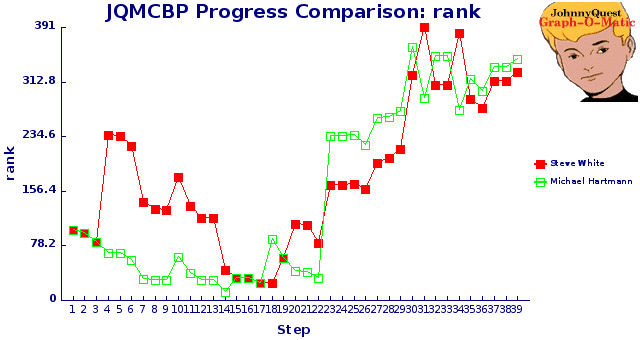 JQMCBP Progress Comparison: rank
JohnnyQuest
Graph-O-Matic
391
312.8
234.6
156.4
78.2
0
rank
1 2 3 4 5 6 7 8 9 10 11 12 13 14 15 16 17 18 19 20 21 22 23 24 25 26 27 28 29 30 31 32 33 34 35 36 37 38 39
Step
Steve White
Michael Hartmann